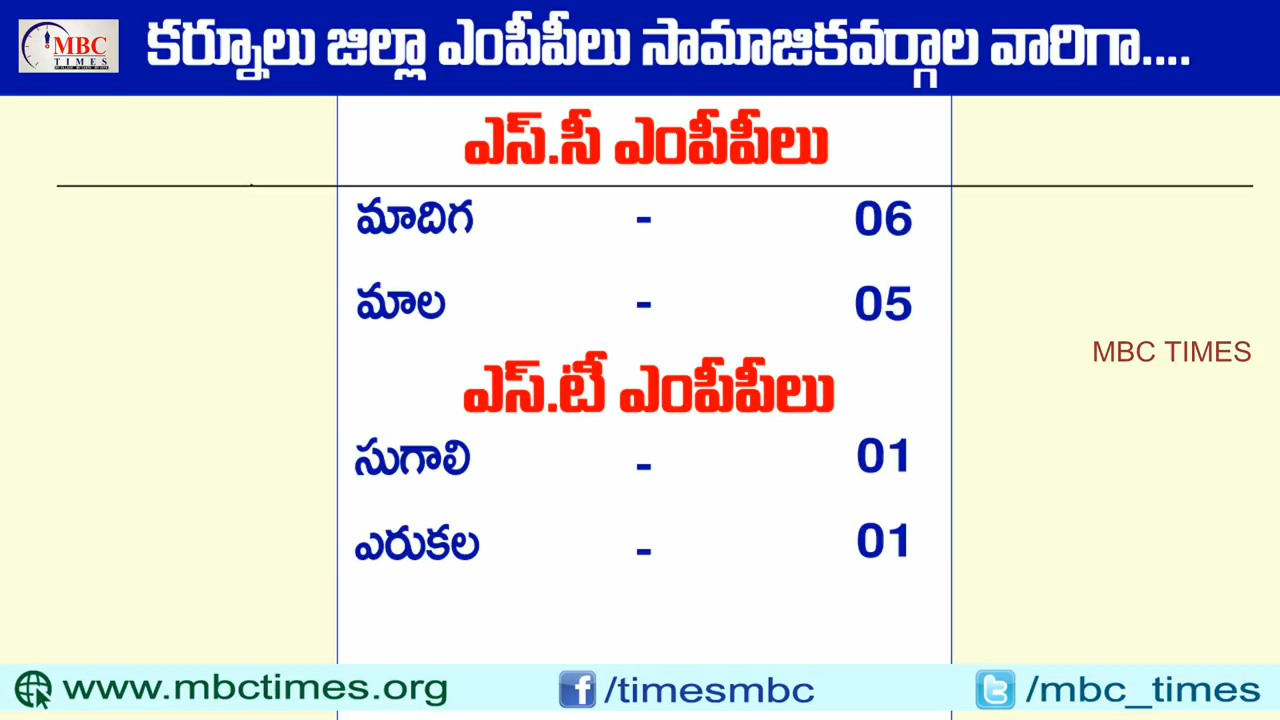 MBC
TIMES
కర్నూలు జిల్లా ఎంపీపీలు సామాజికవర్గాల వారిగా....
ఎస్.సీ ఎంపీపీలు
మాదిగ - 06
మాల - 05
MBC TIMES
ఎస్.టీ ఎంపీపీలు
సుగాలి - 01
ఎరుకల - 01
www.mbctimes.org
/timesmbc
/mbc_times